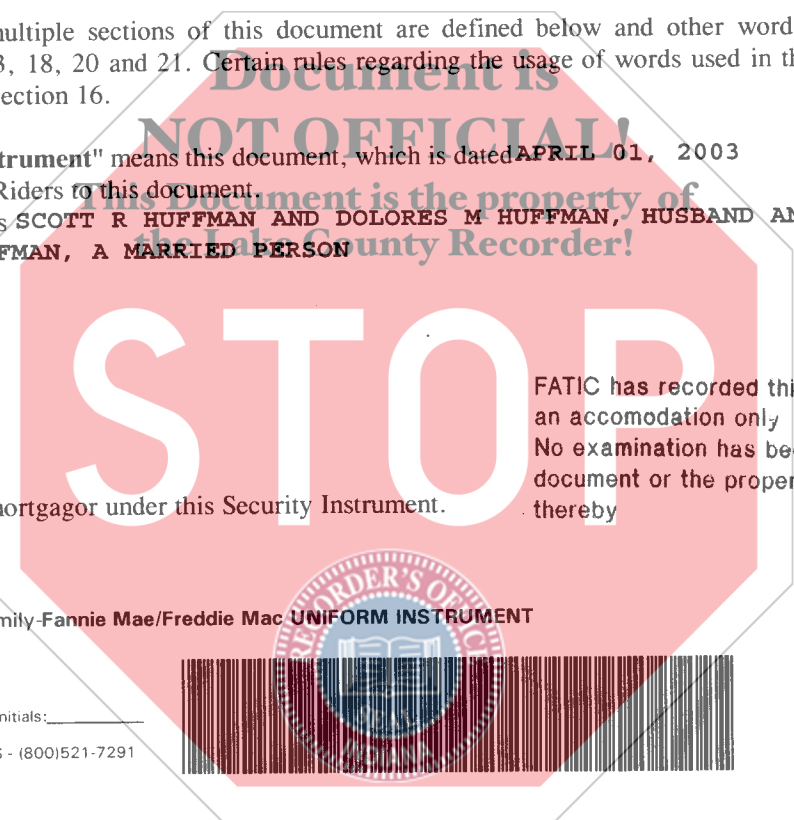 multiple sections of this document are defined below and other word
3, 18, 20 and 21. Certain rules regarding the usage of words used in th
ection 16.
Document is
NOT OFFICIAL!
trument" means this document, which is dated APRIL 01, 2003
Riders to this document.
This Document is the property of
s SCOTT R HUFFMAN AND DOLORES M HUFFMAN, HUSBAND AN
FMAN, A MARRIED PERSON
the Lake County Recorder!
STOP
FATIC has recorded thi
an accomodation only
No examination has be
document or the proper
thereby
nortgagor under this Security Instrument.
RECORDER'S OFFICE
mily-Fannie Mae/Freddie Mac UNIFORM INSTRUMENT
SEAL
INDIANA
nitials:
S - (800)521-7291